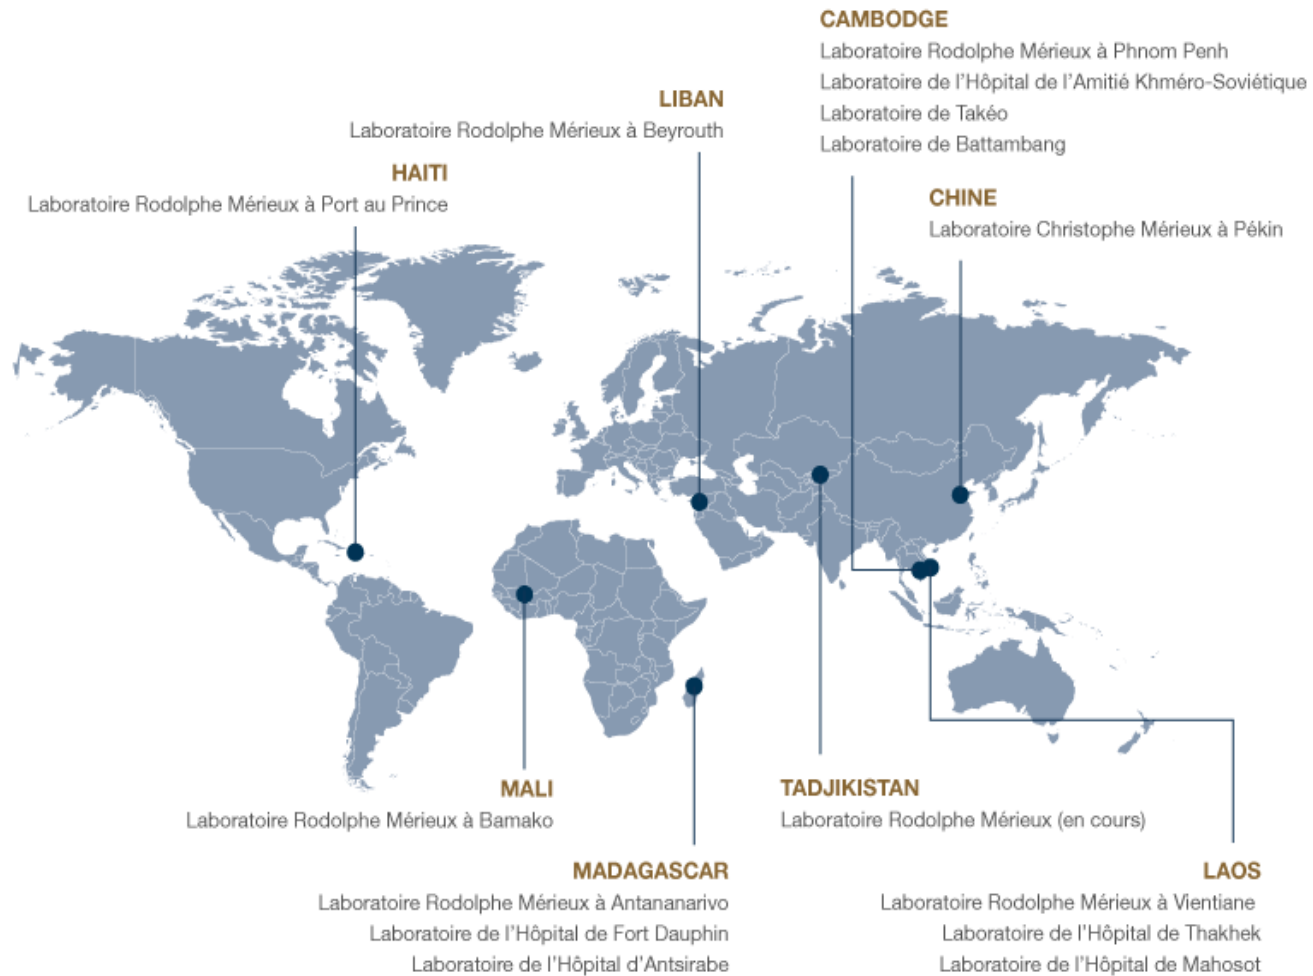 CAMBODGE
Laboratoire Rodolphe Mérieux à Phnom Penh
Laboratoire de l'Hôpital de l'Amitié Khméro-Soviétique
Laboratoire de Takéo
Laboratoire de Battambang
LIBAN
Laboratoire Rodolphe Mérieux à Beyrouth
HAITI
Laboratoire Rodolphe Mérieux à Port au Prince
CHINE
Laboratoire Christophe Mérieux à Pékin
MALI
Laboratoire Rodolphe Mérieux à Bamako
TADJIKISTAN
Laboratoire Rodolphe Mérieux (en cours)
MADAGASCAR
Laboratoire Rodolphe Mérieux à Antananarivo
Laboratoire de l'Hôpital de Fort Dauphin
Laboratoire de l'Hôpital d'Antsirabe
LAOS
Laboratoire Rodolphe Mérieux à Vientiane
Laboratoire de l'Hôpital de Thakhek
Laboratoire de l'Hôpital de Mahosot